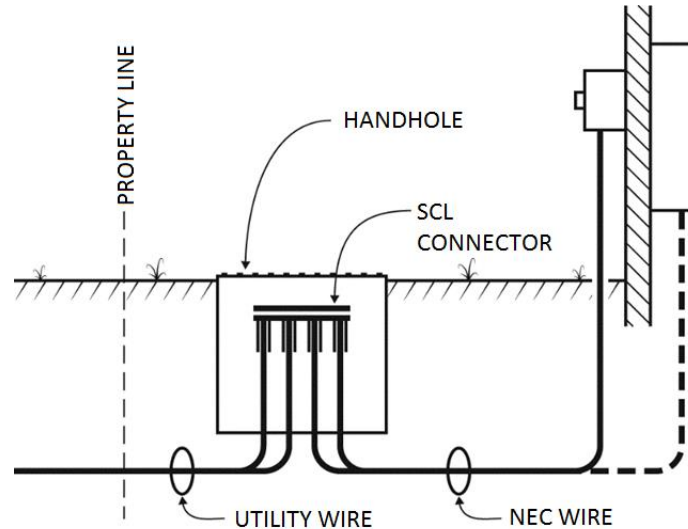 PROPERTY LINE
HANDHOLE
SCL
CONNECTOR
UTILITY WIRE
NEC WIRE